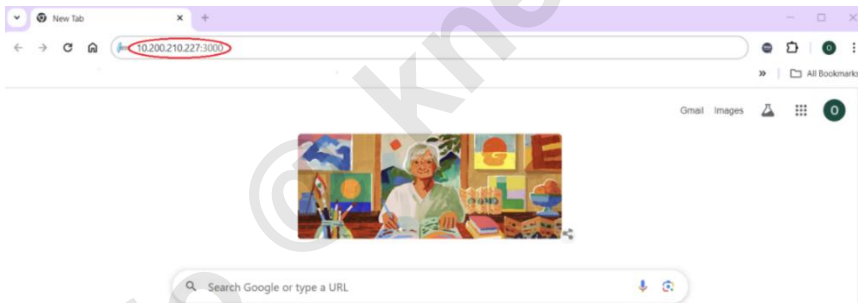 New Tab
10.200.210.227:3000
All Bookmarks
Gmail Images
Search Google or type a URL